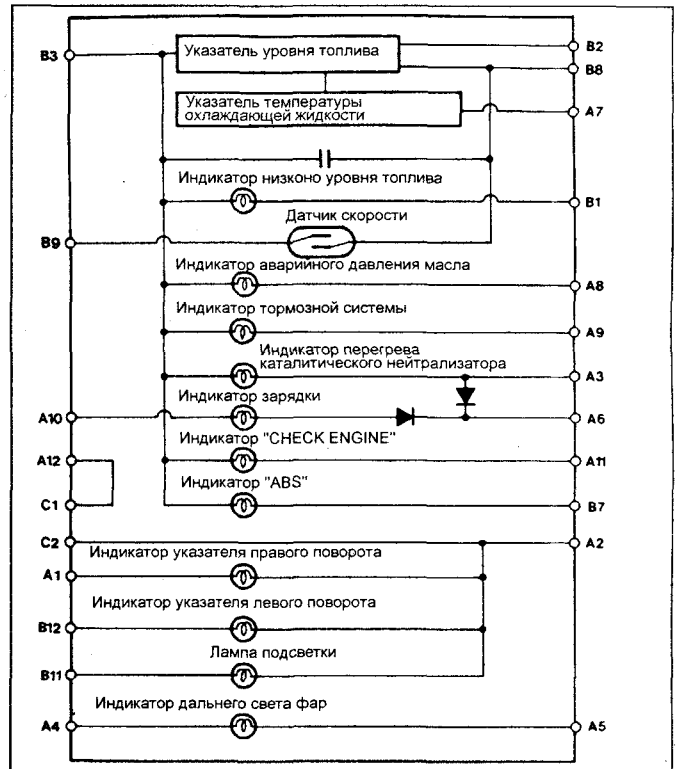 B3
Указатель уровня топлива
B2
B8
Указатель температуры
охлаждающей жидкости
A7
Индикатор низконо уровня топлива
B1
Датчик скорости
B9
Индикатор аварийного давления масла
A8
Индикатор тормозной системы
A9
Индикатор перегрева
каталитического нейтрализатора
A3
Индикатор зарядки
A10
A6
Индикатор "CHECK ENGINE"
A12
A11
Индикатор "ABS"
C1
B7
C2
A2
Индикатор указателя правого поворота
A1
Индикатор указателя левого поворота
B12
Лампа подсветки
B11
Индикатор дальнего света фар
A4
A5